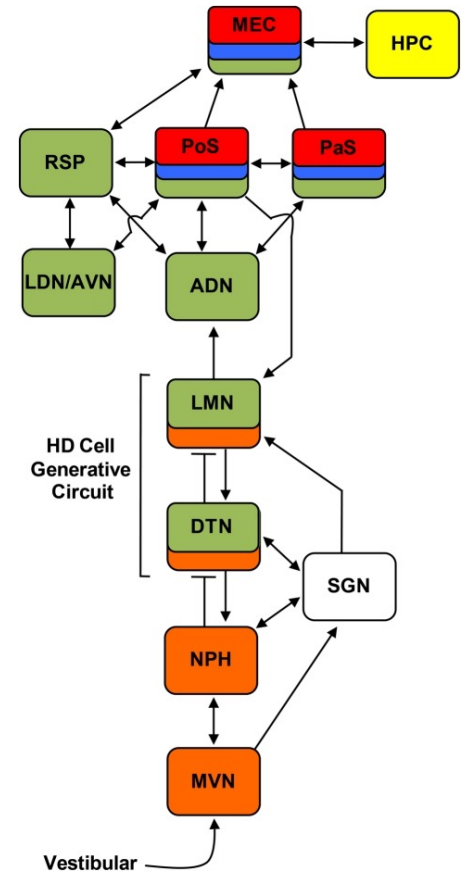 MEC
HPC
RSP
PoS
PaS
LDN/AVN
ADN
LMN
HD Cell
Generative
Circuit
DTN
SGN
NPH
MVN
Vestibular